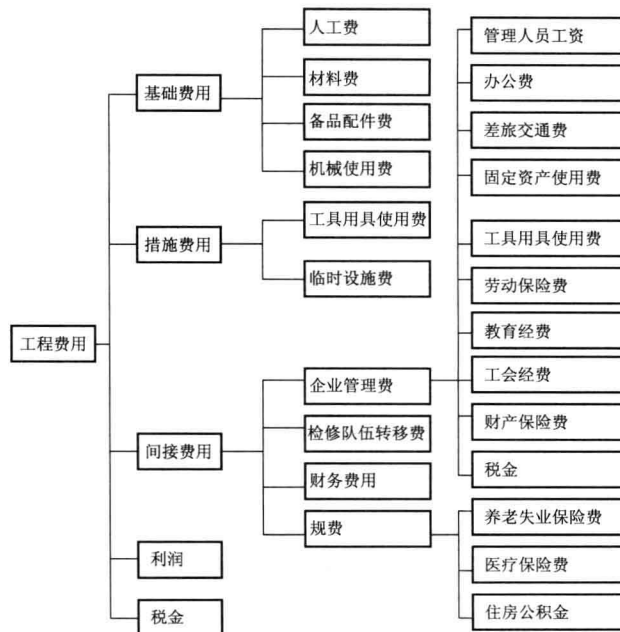 工程费用
基础费用
人工费
材料费
备品配件费
机械使用费
措施费用
工具用具使用费
临时设施费
间接费用
企业管理费
管理人员工资
办公费
差旅交通费
固定资产使用费
工具用具使用费
劳动保险费
教育经费
工会经费
财产保险费
税金
检修队伍转移费
财务费用
规费
养老失业保险费
医疗保险费
住房公积金
利润
税金